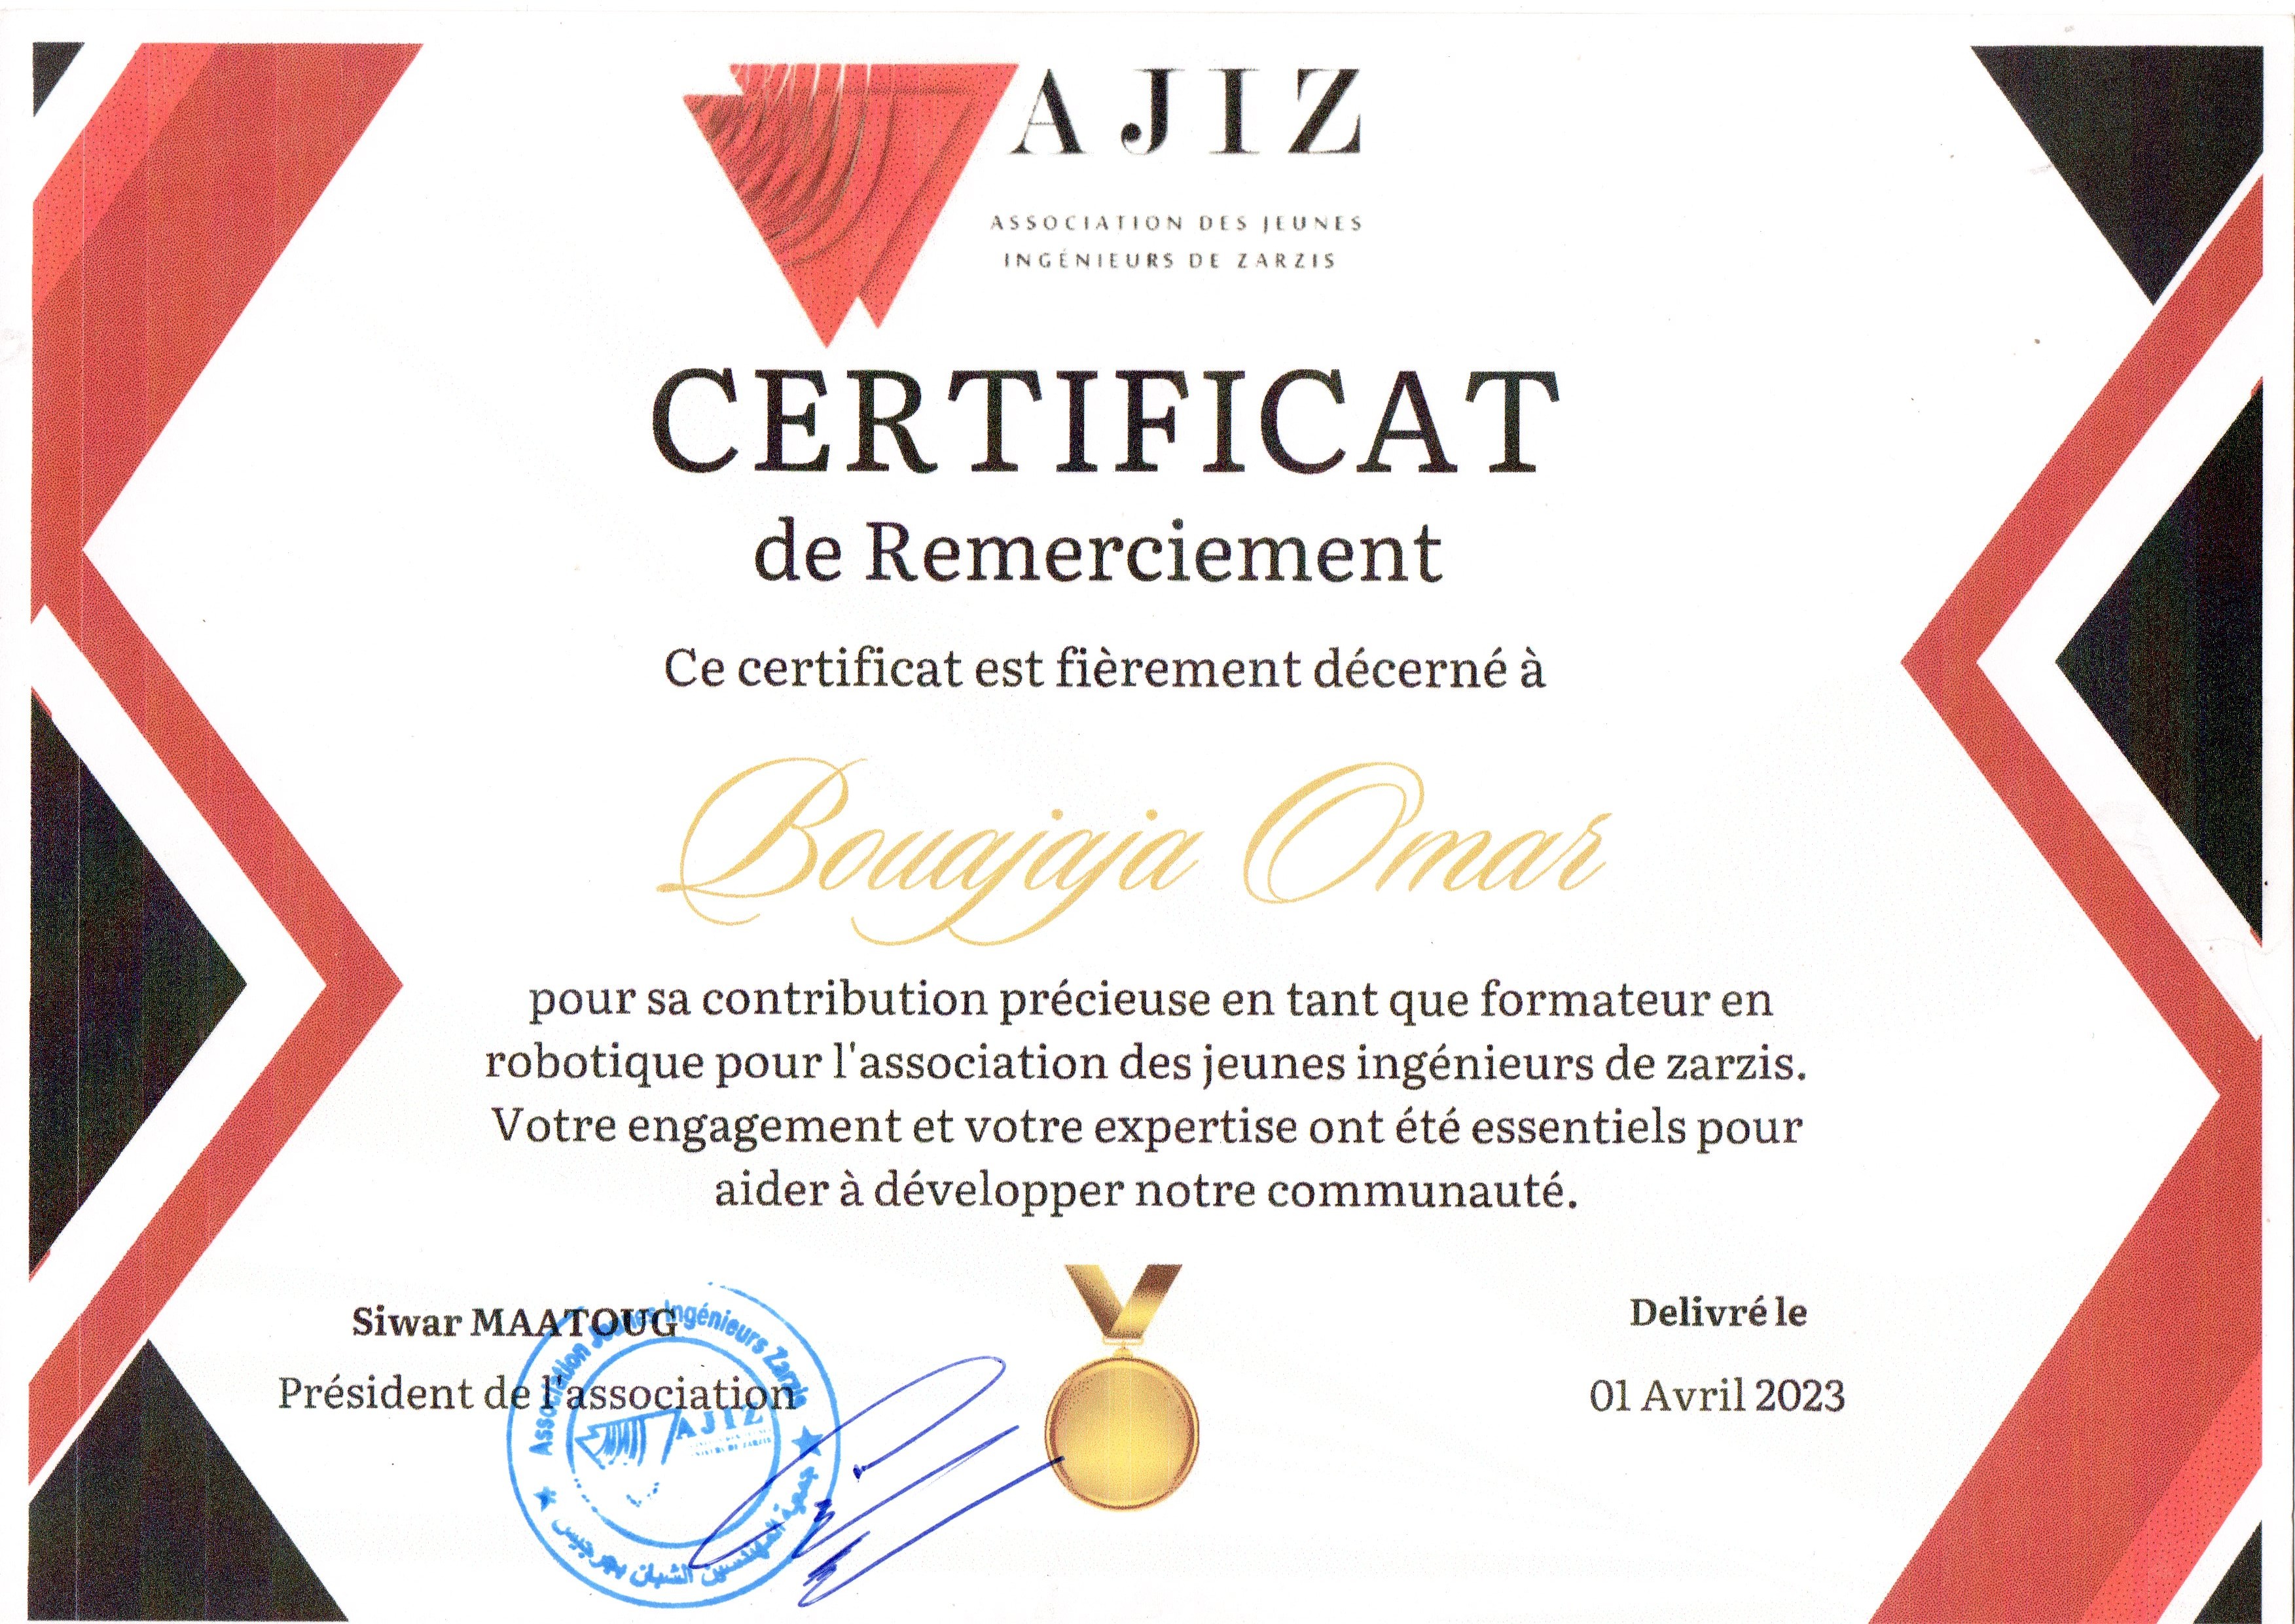 AJIZ
ASSOCIATION DES JEUNES
INGÉNIEURS DE ZARZIS
CERTIFICAT
de Remerciement
Ce certificat est fièrement décerné à
Bouajaja Omar
pour sa contribution précieuse en tant que formateur en
robotique pour l'association des jeunes ingénieurs de zarzis.
Votre engagement et votre expertise ont été essentiels pour
aider à développer notre communauté.
Siwar MAATOUG
Président de l'association
Delivré le
01 Avril 2023
Association Jeunes Ingénieurs Zarzis
AJIZ
جمعية المهندسين الشبان بجرجيس